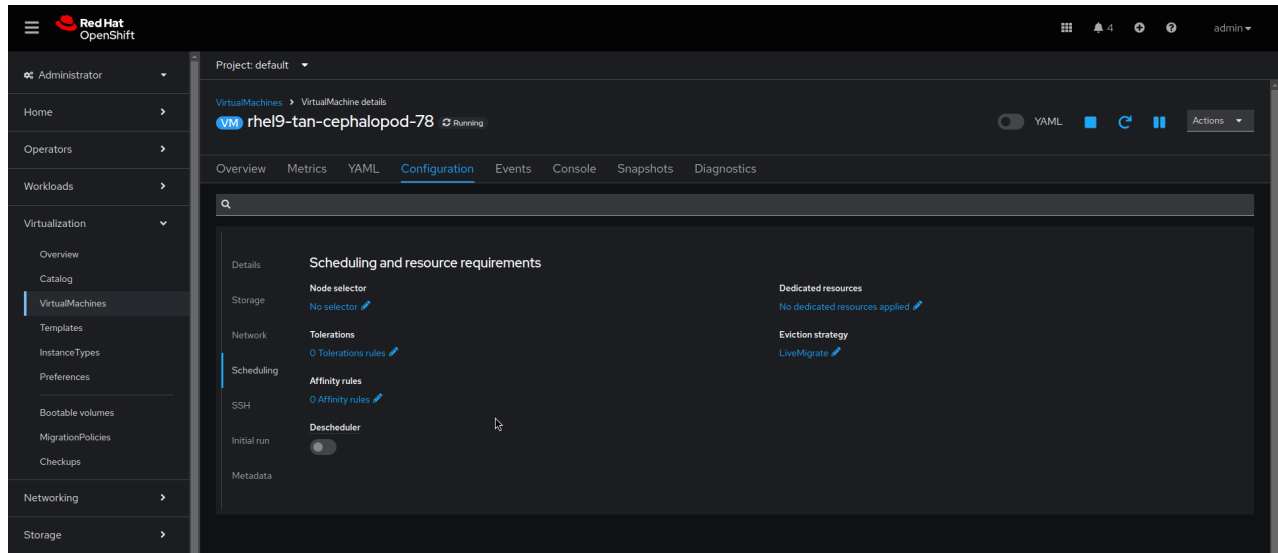 Red Hat
OpenShift
4
admin
Administrator
Home
Operators
Workloads
Virtualization
Overview
Catalog
VirtualMachines
Templates
InstanceTypes
Preferences
Bootable volumes
MigrationPolicies
Checkups
Networking
Storage
Project: default
VirtualMachines > VirtualMachine details
VM rhel9-tan-cephalopod-78 Running
YAML
Actions
Overview Metrics YAML Configuration Events Console Snapshots Diagnostics
Details
Storage
Network
Scheduling
SSH
Initial run
Metadata
Scheduling and resource requirements
Node selector
No selector
Tolerations
0 Tolerations rules
Affinity rules
0 Affinity rules
Descheduler
Dedicated resources
No dedicated resources applied
Eviction strategy
LiveMigrate